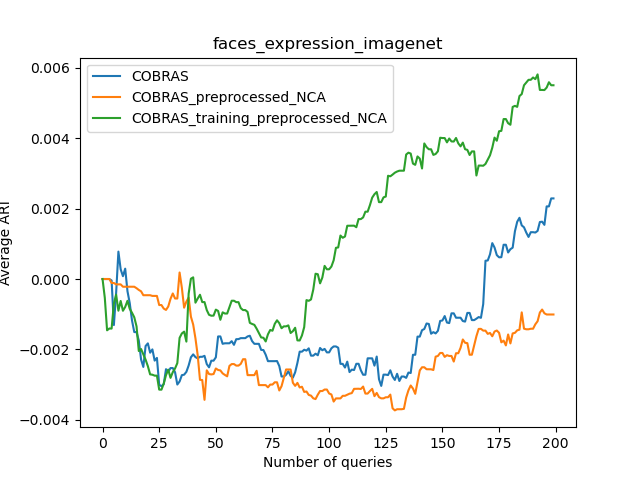 faces_expression_imagenet
COBRAS
COBRAS_preprocessed_NCA
COBRAS_training_preprocessed_NCA
Average ARI
0.006
0.004
0.002
0.000
−0.002
−0.004
0 25 50 75 100 125 150 175 200
Number of queries